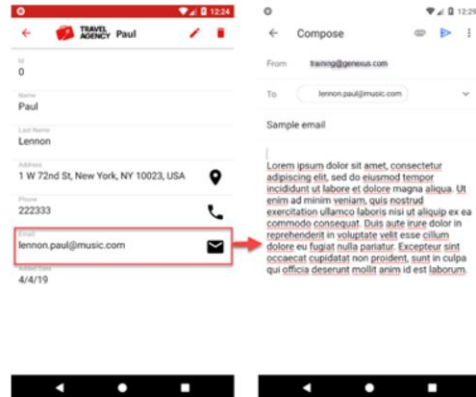 12:24
TRAVEL
AGENCY
Paul
Id
0
Name
Paul
Last Name
Lennon
Address
1 W 72nd St, New York, NY 10023, USA
Phone
222333
Email
lennon.paul@music.com
Added Date
4/4/19
12:29
Compose
From training@genexus.com
To lennon.paul@music.com
Sample email
Lorem ipsum dolor sit amet, consectetur
adipiscing elit, sed do eiusmod tempor
incididunt ut labore et dolore magna aliqua. Ut
enim ad minim veniam, quis nostrud
exercitation ullamco laboris nisi ut aliquip ex ea
commodo consequat. Duis aute irure dolor in
reprehenderit in voluptate velit esse cillum
dolore eu fugiat nulla pariatur. Excepteur sint
occaecat cupidatat non proident, sunt in culpa
qui officia deserunt mollit anim id est laborum.